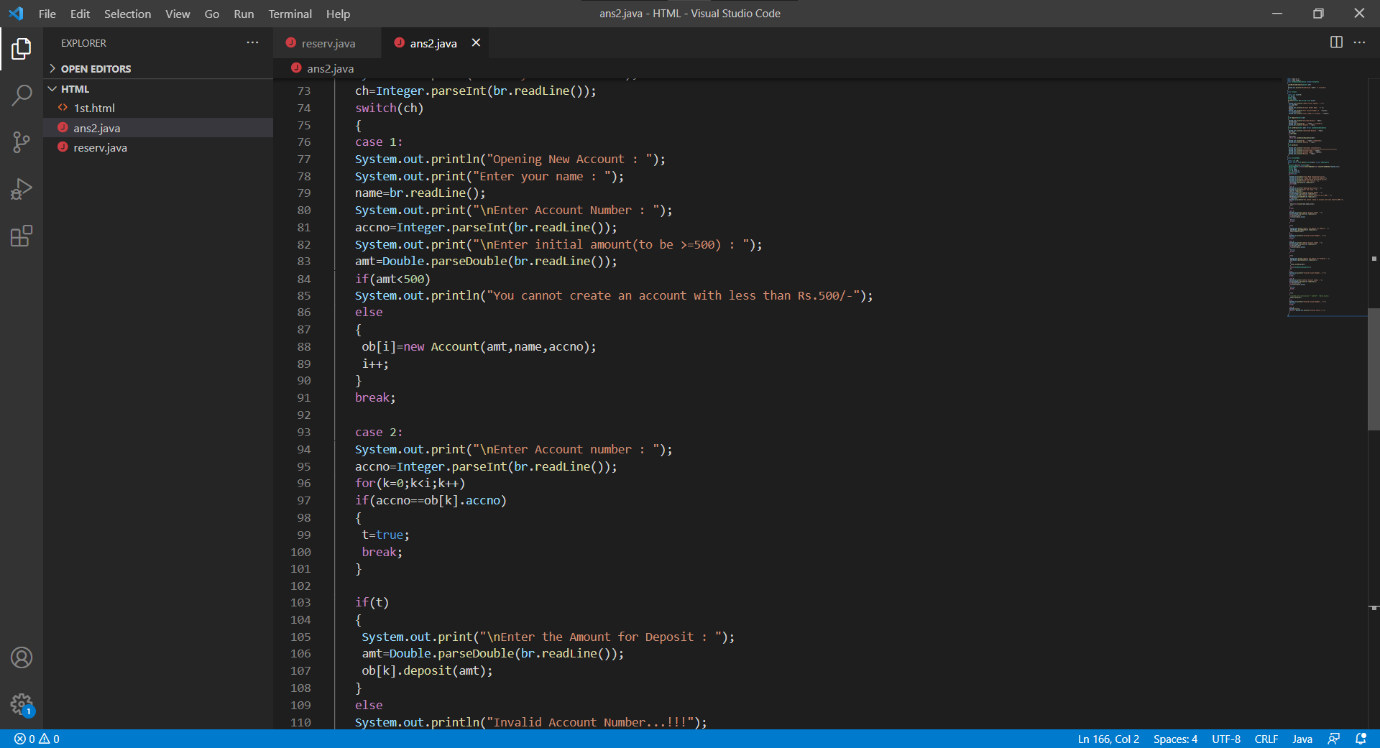 File Edit Selection View Go Run Terminal Help
ans2.java - HTML - Visual Studio Code
EXPLORER
OPEN EDITORS
HTML
1st.html
ans2.java
reserv.java
reserv.java
ans2.java
ans2.java
73 ch=Integer.parseInt(br.readLine());
74 switch(ch)
75 {
76 case 1:
77 System.out.println("Opening New Account : ");
78 System.out.print("Enter your name : ");
79 name=br.readLine();
80 System.out.print("\nEnter Account Number : ");
81 accno=Integer.parseInt(br.readLine());
82 System.out.print("\nEnter initial amount(to be >=500) : ");
83 amt=Double.parseDouble(br.readLine());
84 if(amt<500)
85 System.out.println("You cannot create an account with less than Rs.500/-");
86 else
87 {
88 ob[i]=new Account(amt,name,accno);
89 i++;
90 }
91 break;
92
93 case 2:
94 System.out.print("\nEnter Account number : ");
95 accno=Integer.parseInt(br.readLine());
96 for(k=0;k<i;k++)
97 if(accno==ob[k].accno)
98 {
99 t=true;
100 break;
101 }
102
103 if(t)
104 {
105 System.out.print("\nEnter the Amount for Deposit : ");
106 amt=Double.parseDouble(br.readLine());
107 ob[k].deposit(amt);
108 }
109 else
110 System.out.println("Invalid Account Number...!!!");
1
0 0
Ln 166, Col 2 Spaces: 4 UTF-8 CRLF Java